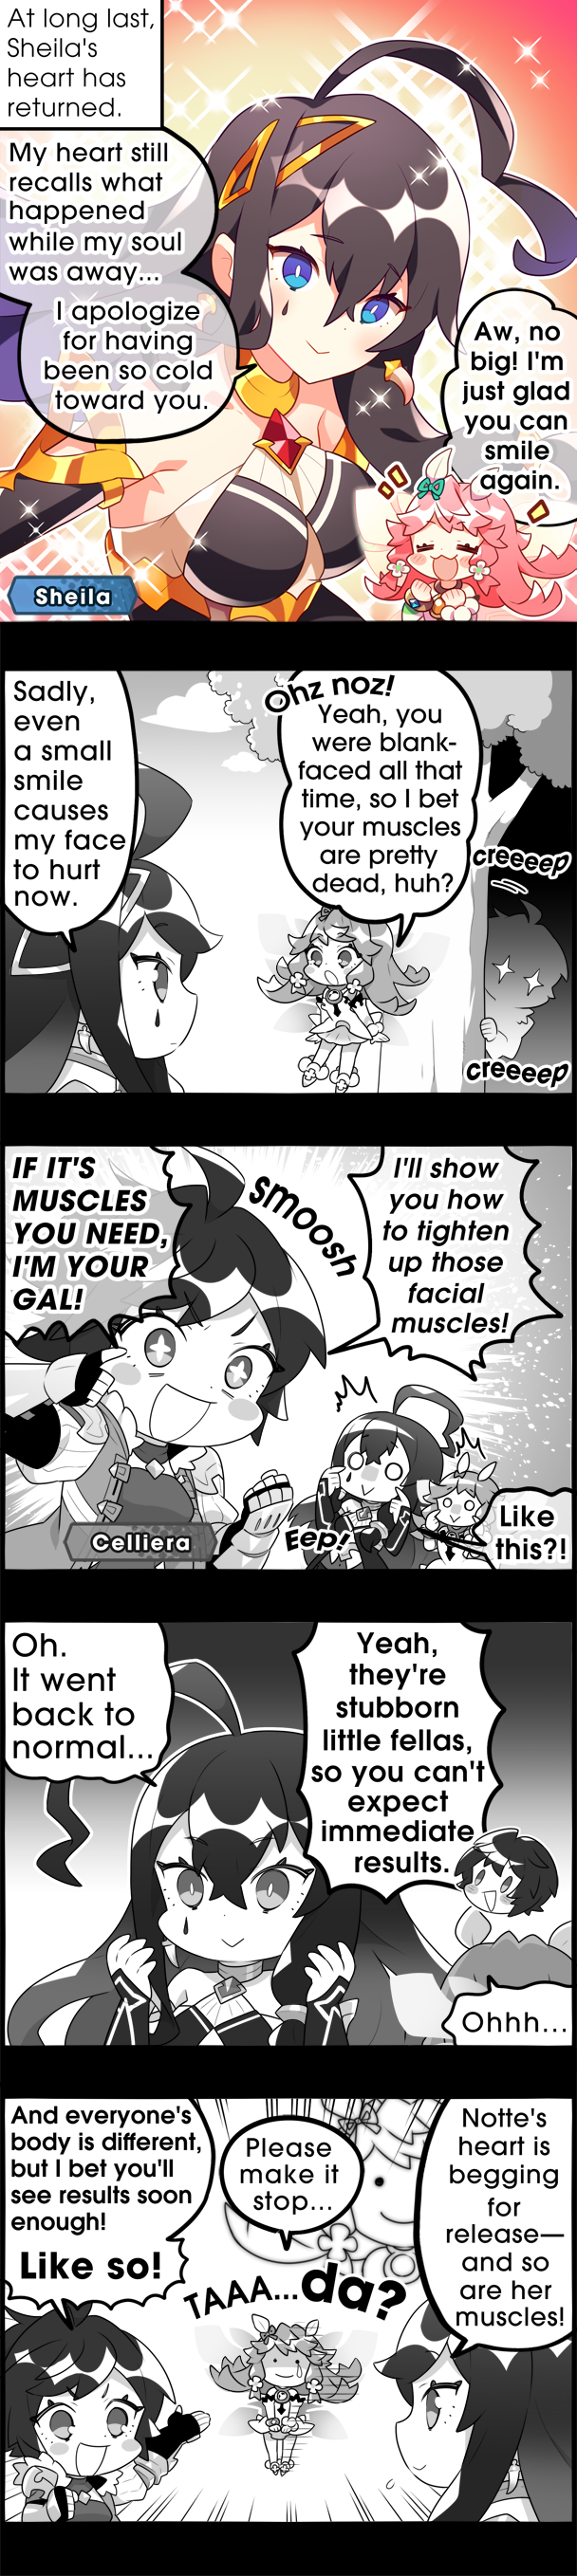 At long last,
Sheila's
heart has
returned.
My heart still
recalls what
happened
while my soul
was away...
I apologize
for having
been so cold
toward you.
Aw, no
big! I'm
just glad
you can
smile
again.
Sheila
Sadly,
even
a small
smile
causes
my face
to hurt
now.
Ohz noz!
Yeah, you
were blank-
faced all that
time, so I bet
your muscles
are pretty
dead, huh?
creeeep
creeeep
IF IT'S
MUSCLES
YOU NEED,
I'M YOUR
GAL!
smoosh
I'll show
you how
to tighten
up those
facial
muscles!
Celliera
Eep!
Like
this?!
Oh.
It went
back to
normal...
Yeah,
they're
stubborn
little fellas,
so you can't
expect
immediate
results.
Ohhh...
And everyone's
body is different,
but I bet you'll
see results soon
enough!
Like so!
Please
make it
stop...
TAAA...da?
Notte's
heart is
begging
for
release—
and so
are her
muscles!